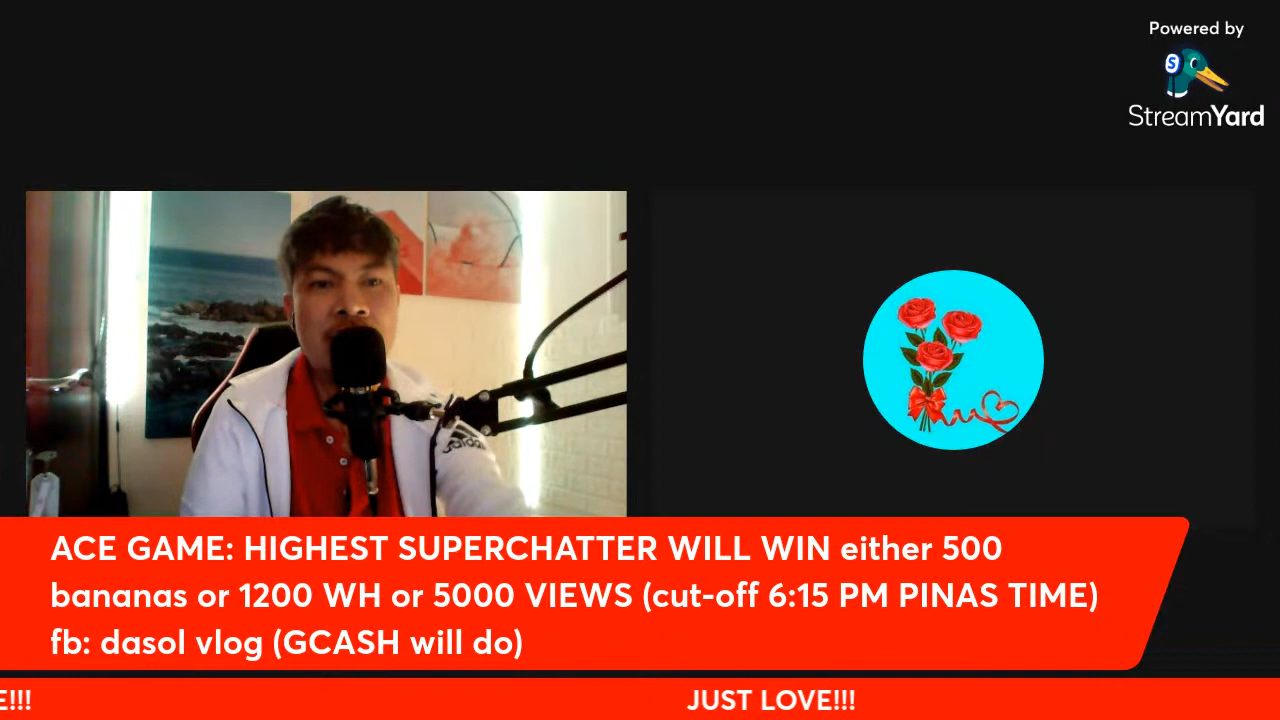 Powered by
S
StreamYard
adidas
ACE GAME: HIGHEST SUPERCHATTER WILL WIN either 500
bananas or 1200 WH or 5000 VIEWS (cut-off 6:15 PM PINAS TIME)
fb: dasol vlog (GCASH will do)
E!!! JUST LOVE!!!